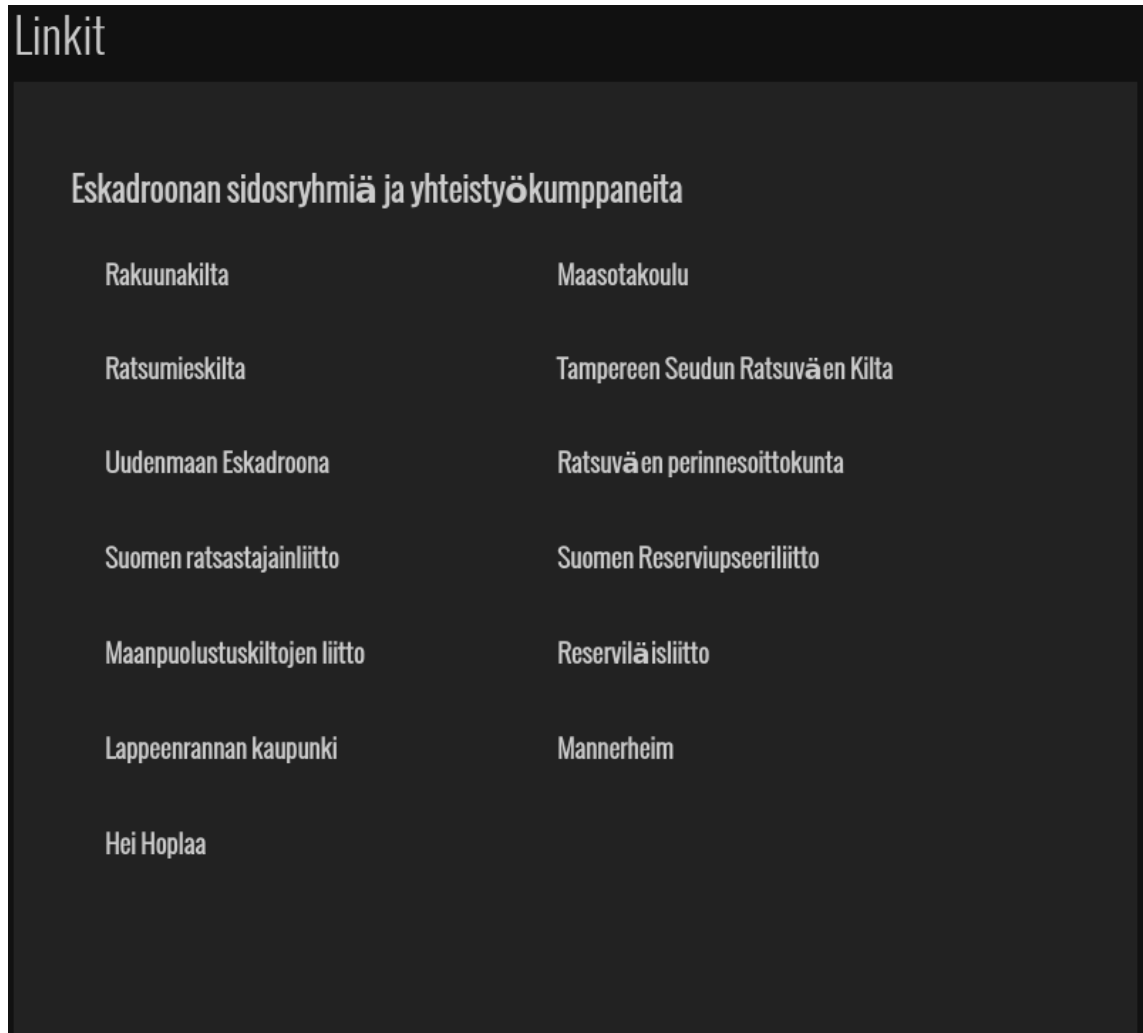 Linkit
Eskadroonan sidosryhmiä ja yhteistyökumppaneita
Rakuunakilta
Maasotakoulu
Ratsumieskilta
Tampereen Seudun Ratsuväen Kilta
Uudenmaan Eskadroona
Ratsuväen perinnesoittokunta
Suomen ratsastajainliitto
Suomen Reserviupseeriliitto
Maanpuolustuskiltojen liitto
Reserviläisliitto
Lappeenrannan kaupunki
Mannerheim
Hei Hoplaa